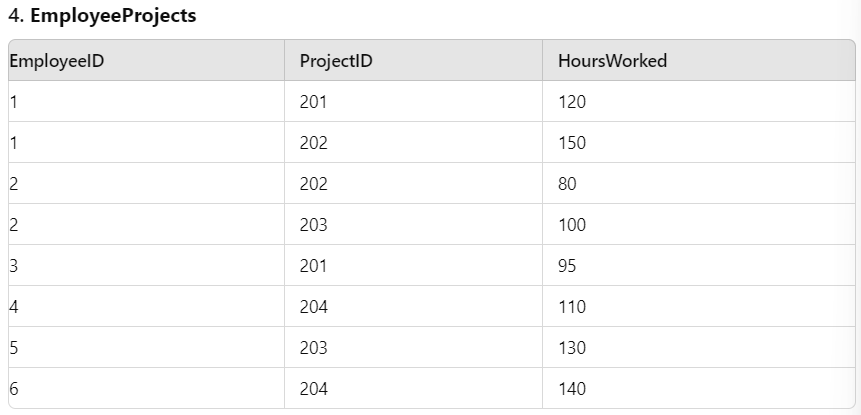 4. EmployeeProjects
EmployeeID ProjectID HoursWorked
1 201 120
1 202 150
2 202 80
2 203 100
3 201 95
4 204 110
5 203 130
6 204 140